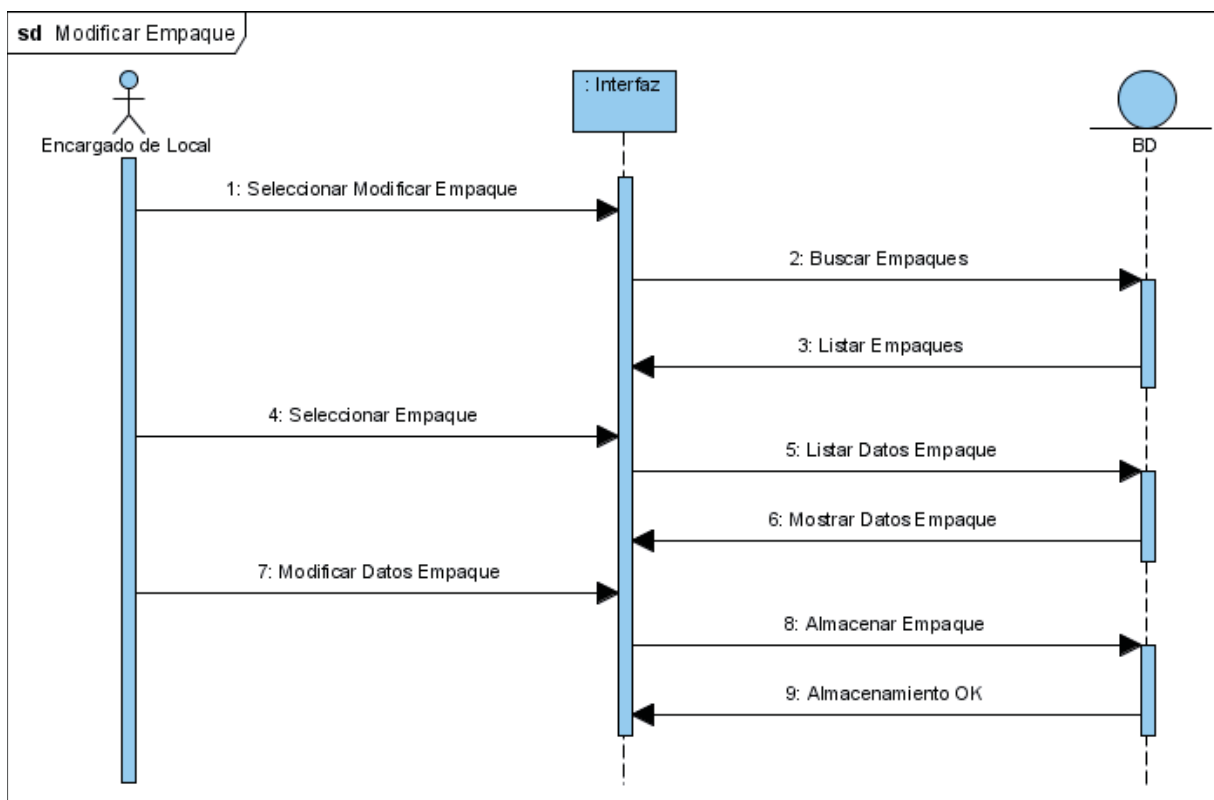 sd Modificar Empaque
: Interfaz
Encargado de Local
BD
1: Seleccionar Modificar Empaque
2: Buscar Empaques
3: Listar Empaques
4: Seleccionar Empaque
5: Listar Datos Empaque
6: Mostrar Datos Empaque
7: Modificar Datos Empaque
8: Almacenar Empaque
9: Almacenamiento OK